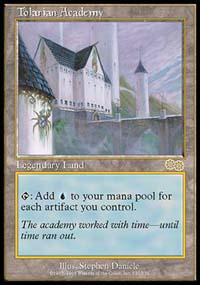 Tolarian Academy
Legendary Land
: Add to your mana pool for
each artifact you control.
The academy worked with time—until
time ran out.
Illus. Stephen Daniele